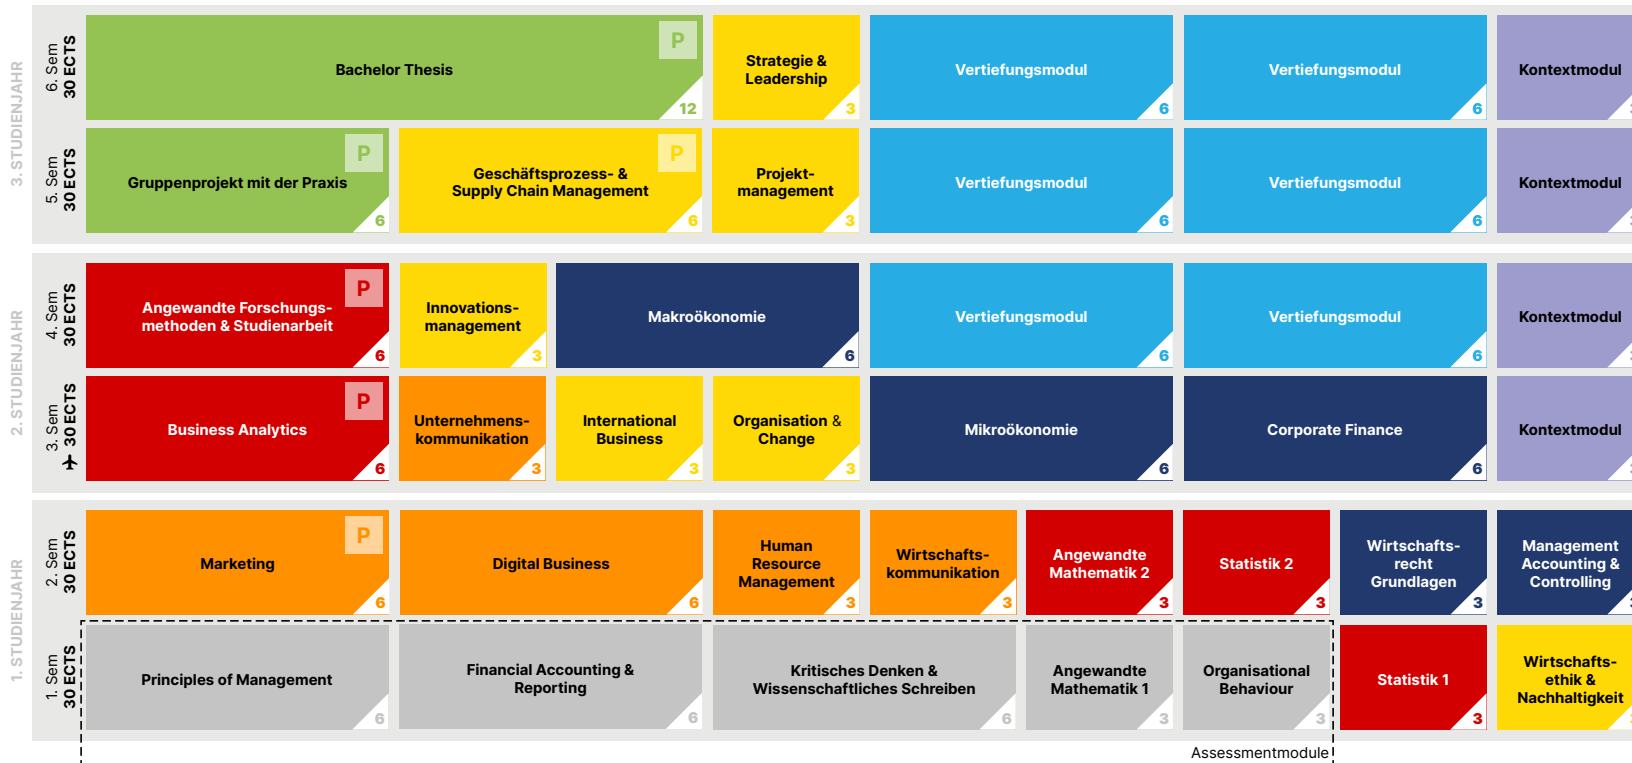 3. STUDIENJAHR
6. Sem
30 ECTS
Bachelor Thesis
P
12
Strategie &
Leadership
3
Vertiefungsmodul
6
Vertiefungsmodul
6
Kontextmodul
5. Sem
30 ECTS
Gruppenprojekt mit der Praxis
P
6
Geschäftsprozess- &
Supply Chain Management
P
6
Projekt-
management
3
Vertiefungsmodul
6
Vertiefungsmodul
6
Kontextmodul
2. STUDIENJAHR
4. Sem
30 ECTS
Angewandte Forschungs-
methoden & Studienarbeit
P
6
Innovations-
management
3
Makroökonomie
6
Vertiefungsmodul
6
Vertiefungsmodul
6
Kontextmodul
3. Sem
30 ECTS
Business Analytics
P
6
Unternehmens-
kommunikation
3
International
Business
3
Organisation &
Change
3
Mikroökonomie
6
Corporate Finance
6
Kontextmodul
1. STUDIENJAHR
2. Sem
30 ECTS
Marketing
P
6
Digital Business
6
Human
Resource
Management
3
Wirtschafts-
kommunikation
3
Angewandte
Mathematik 2
3
Statistik 2
3
Wirtschafts-
recht
Grundlagen
3
Management
Accounting &
Controlling
1. Sem
30 ECTS
Principles of Management
6
Financial Accounting &
Reporting
6
Kritisches Denken &
Wissenschaftliches Schreiben
6
Angewandte
Mathematik 1
3
Organisational
Behaviour
3
Statistik 1
3
Wirtschafts-
ethik &
Nachhaltigkeit
Assessmentmodule